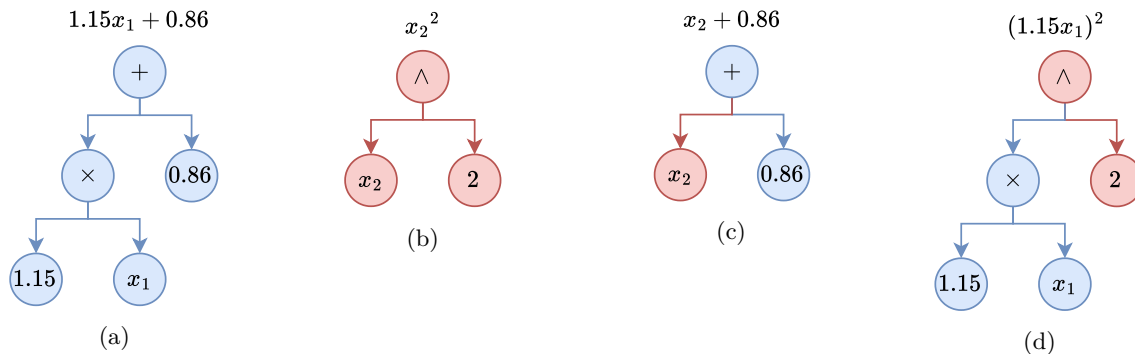 1.15x₁ + 0.86
+
×
0.86
1.15
x₁
(a)
x₂²
∧
x₂
2
(b)
x₂ + 0.86
+
x₂
0.86
(c)
(1.15x₁)²
∧
×
2
1.15
x₁
(d)